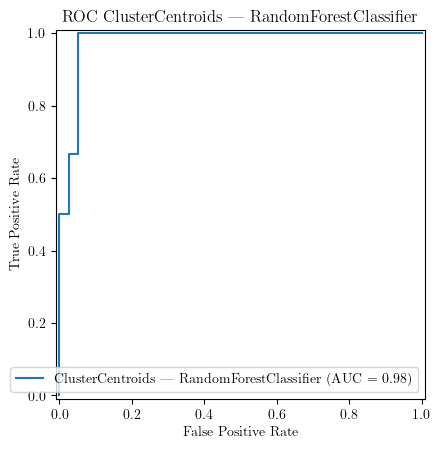 ROC ClusterCentroids — RandomForestClassifier
1.0
0.8
0.6
0.4
0.2
0.0
True Positive Rate
ClusterCentroids — RandomForestClassifier (AUC = 0.98)
0.0 0.2 0.4 0.6 0.8 1.0
False Positive Rate